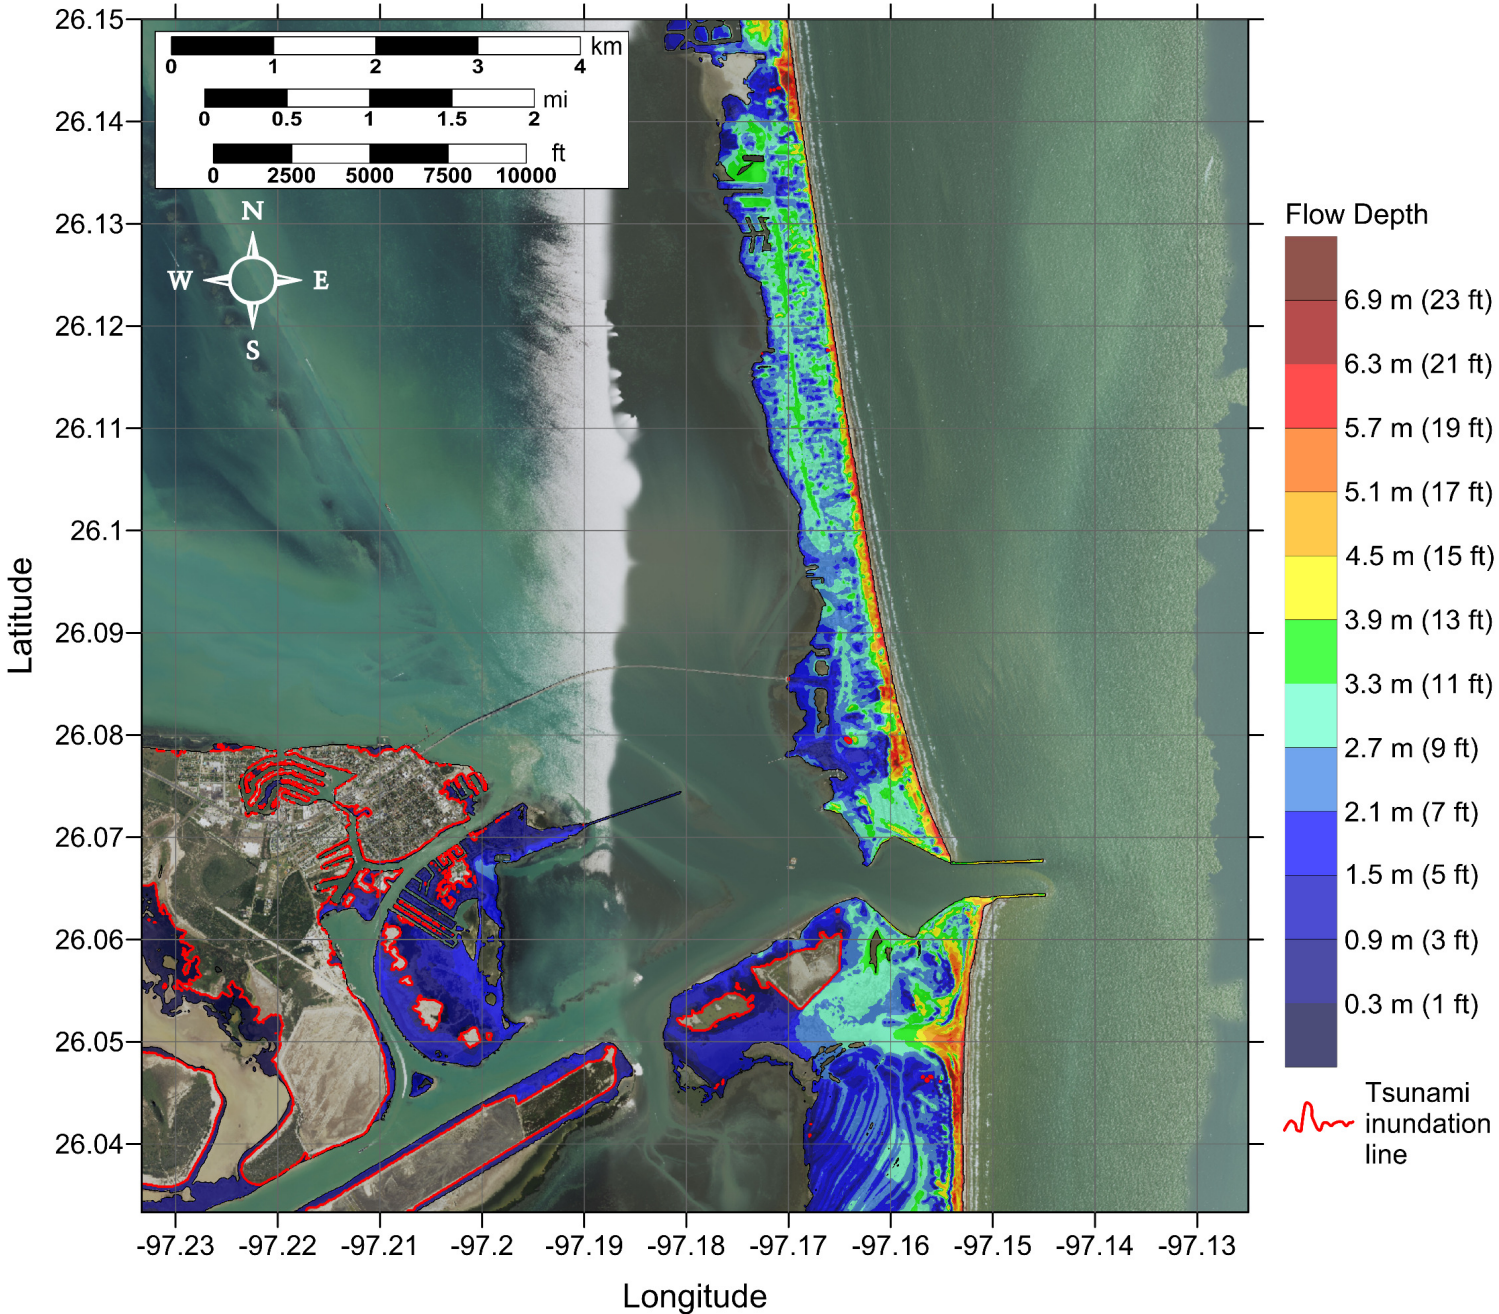 26.15
26.14
26.13
26.12
26.11
26.1
26.09
26.08
26.07
26.06
26.05
26.04
Latitude
km
0 1 2 3 4
mi
0 0.5 1 1.5 2
ft
0 2500 5000 7500 10000
N
W E
S
-97.23 -97.22 -97.21 -97.2 -97.19 -97.18 -97.17 -97.16 -97.15 -97.14 -97.13
Longitude
Flow Depth
6.9 m (23 ft)
6.3 m (21 ft)
5.7 m (19 ft)
5.1 m (17 ft)
4.5 m (15 ft)
3.9 m (13 ft)
3.3 m (11 ft)
2.7 m (9 ft)
2.1 m (7 ft)
1.5 m (5 ft)
0.9 m (3 ft)
0.3 m (1 ft)
Tsunami
inundation
line